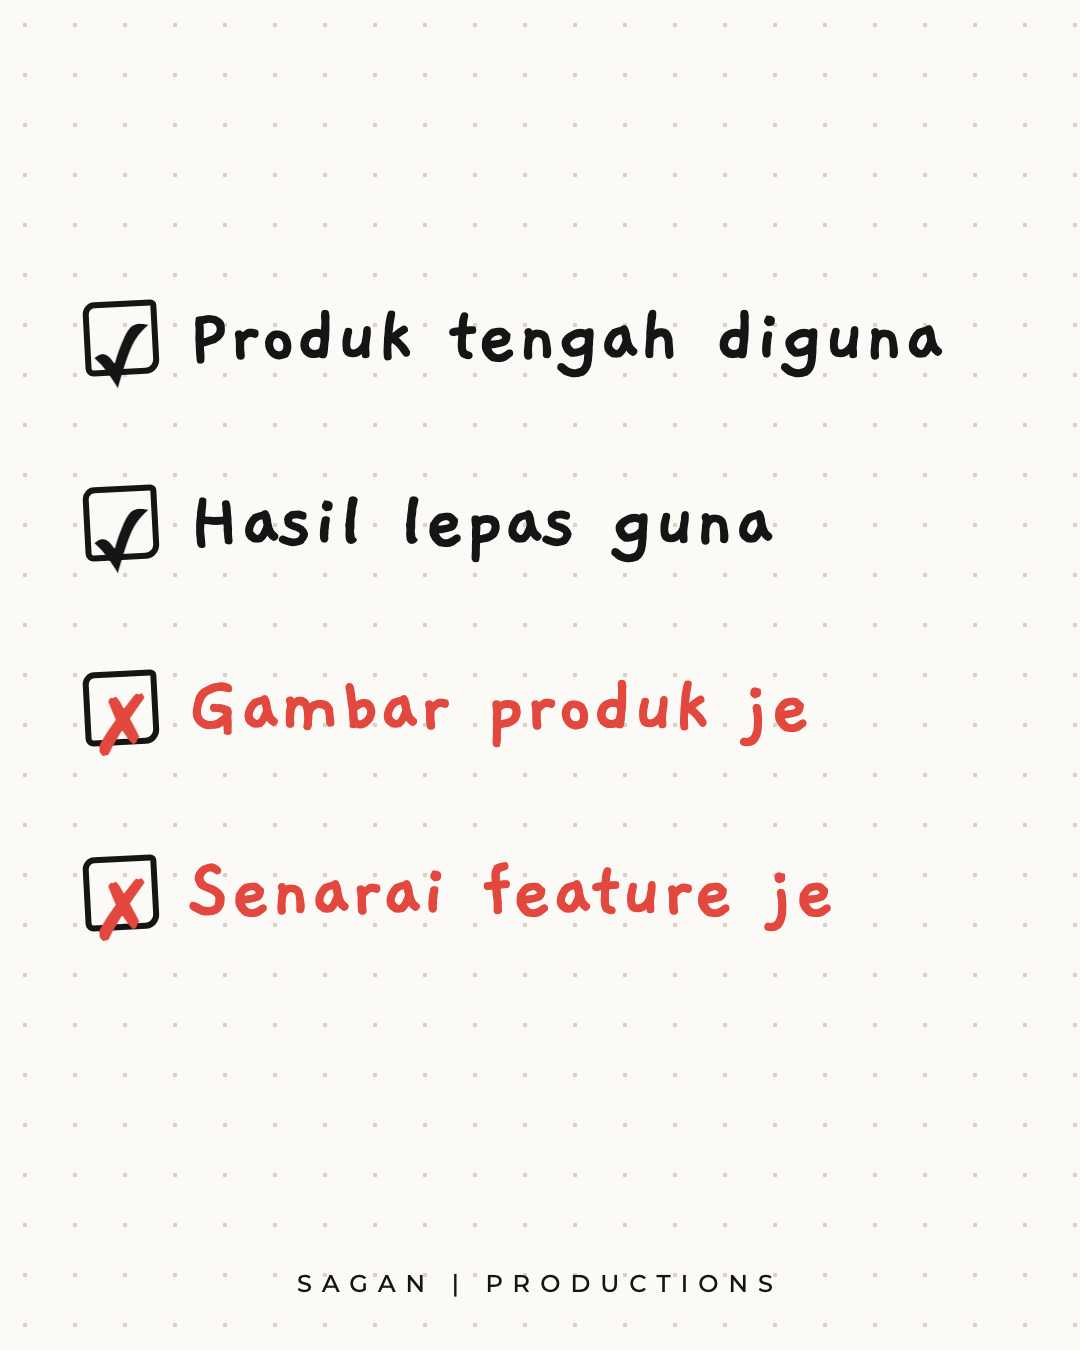 Produk tengah diguna
Hasil lepas guna
Gambar produk je
Senarai feature je
SAGAN | PRODUCTIONS